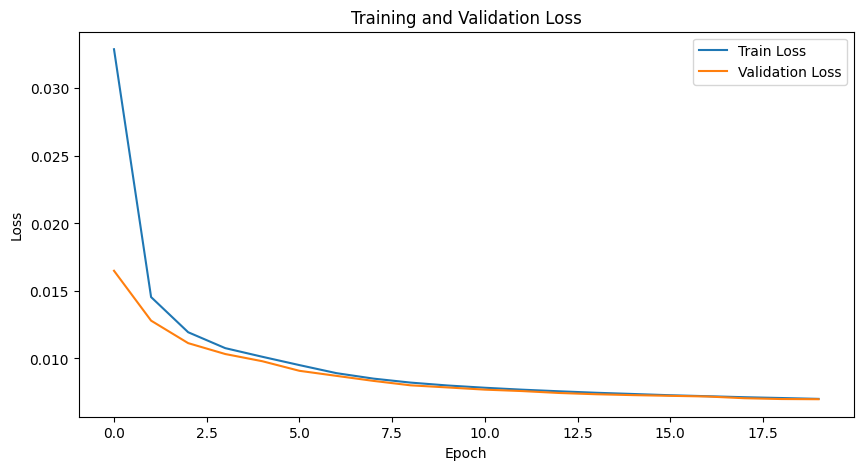 Training and Validation Loss
Train Loss
Validation Loss
0.030
0.025
0.020
0.015
0.010
Loss
0.0 2.5 5.0 7.5 10.0 12.5 15.0 17.5
Epoch